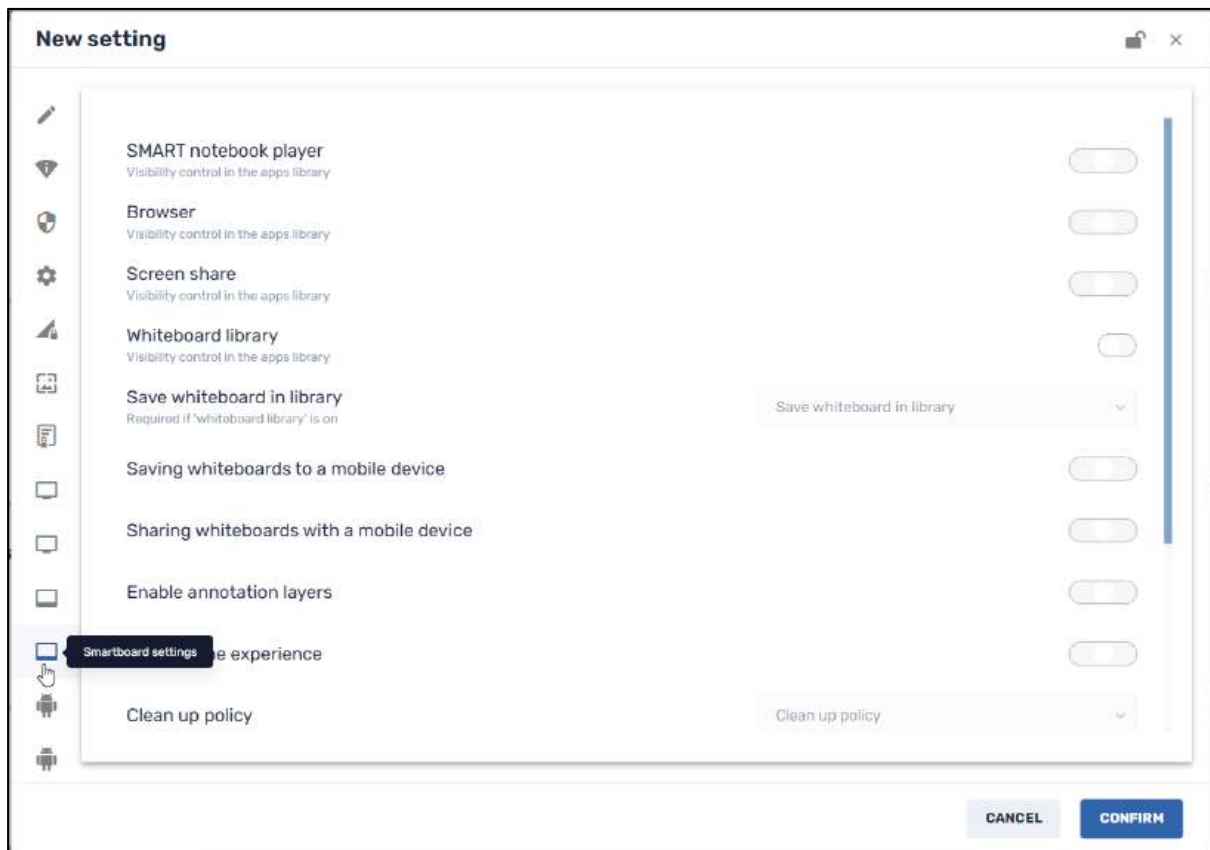 New setting
SMART notebook player
Visibility control in the apps library
Browser
Visibility control in the apps library
Screen share
Visibility control in the apps library
Whiteboard library
Visibility control in the apps library
Save whiteboard in library
Save whiteboard in library
Required if 'whiteboard library' is on
Saving whiteboards to a mobile device
Sharing whiteboards with a mobile device
Enable annotation layers
Smartboard settings
experience
Clean up policy
Clean up policy
CANCEL
CONFIRM